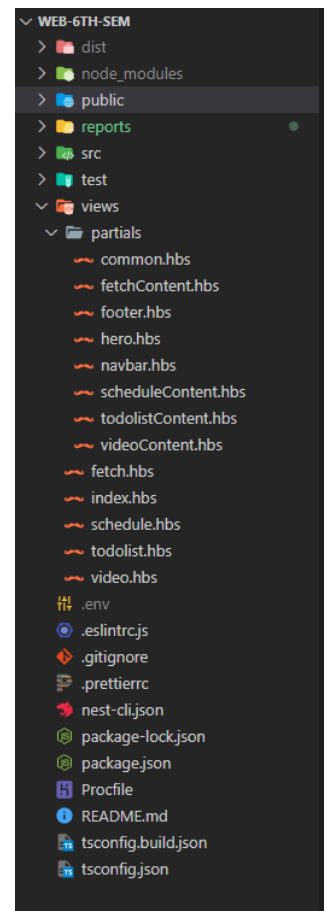 WEB-6TH-SEM
dist
node_modules
public
reports
src
test
views
partials
common.hbs
fetchContent.hbs
footer.hbs
hero.hbs
navbar.hbs
scheduleContent.hbs
todolistContent.hbs
videoContent.hbs
fetch.hbs
index.hbs
schedule.hbs
todolist.hbs
video.hbs
.env
.eslintrc.js
.gitignore
.prettierrc
nest-cli.json
package-lock.json
package.json
Procfile
README.md
tsconfig.build.json
tsconfig.json